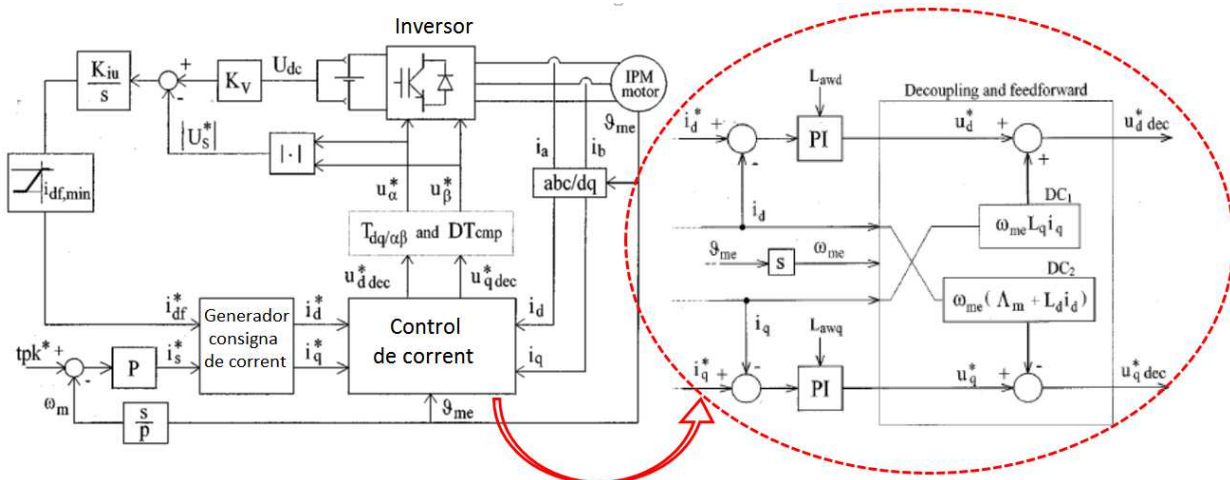 Inversor
K_iu
s
+
-
K_V
U_dc
IPM
motor
ϑ_me
|U_S^*|
|·|
i_a
i_b
abc/dq
i_df,min
u_α^*
u_β^*
T_dq/αβ and DT_cmp
u_d dec^*
u_q dec^*
i_d
i_q
i_df^*
Generador
consigna
de corrent
i_d^*
i_q^*
Control
de corrent
tpk^* +
-
P
i_s^*
ω_m
s
p
ϑ_me
L_awd
Decoupling and feedforward
i_d^* +
-
PI
u_d^*
+
+
u_d dec^*
i_d
DC_1
ω_me L_q i_q
ϑ_me
s
ω_me
DC_2
ω_me ( Λ_m + L_d i_d )
i_q
L_awq
i_q^* +
-
PI
u_q^*
+
-
u_q dec^*